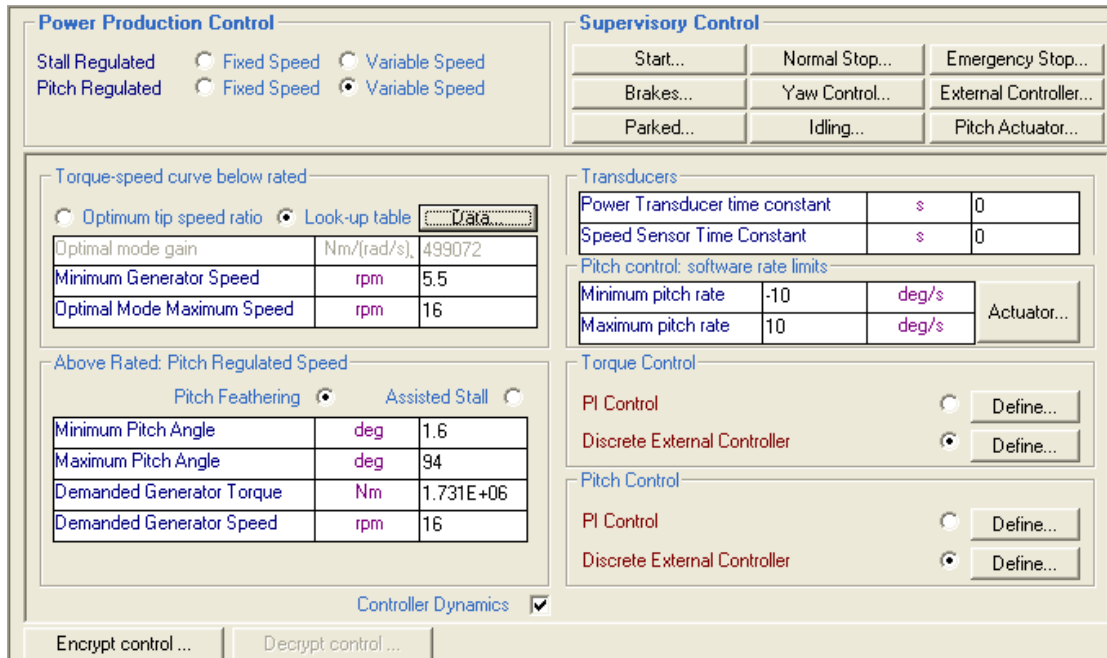 Power Production Control
Stall Regulated Fixed Speed Variable Speed
Pitch Regulated Fixed Speed Variable Speed
Supervisory Control
Start... Normal Stop... Emergency Stop...
Brakes... Yaw Control... External Controller...
Parked... Idling... Pitch Actuator...
Torque-speed curve below rated
Optimum tip speed ratio Look-up table Data...
Optimal mode gain Nm/(rad/s) 499072
Minimum Generator Speed rpm 5.5
Optimal Mode Maximum Speed rpm 16
Above Rated: Pitch Regulated Speed
Pitch Feathering Assisted Stall
Minimum Pitch Angle deg 1.6
Maximum Pitch Angle deg 94
Demanded Generator Torque Nm 1.731E+06
Demanded Generator Speed rpm 16
Transducers
Power Transducer time constant s 0
Speed Sensor Time Constant s 0
Pitch control: software rate limits
Minimum pitch rate -10 deg/s
Maximum pitch rate 10 deg/s
Actuator...
Torque Control
PI Control Define...
Discrete External Controller Define...
Pitch Control
PI Control Define...
Discrete External Controller Define...
Controller Dynamics
Encrypt control ... Decrypt control ...